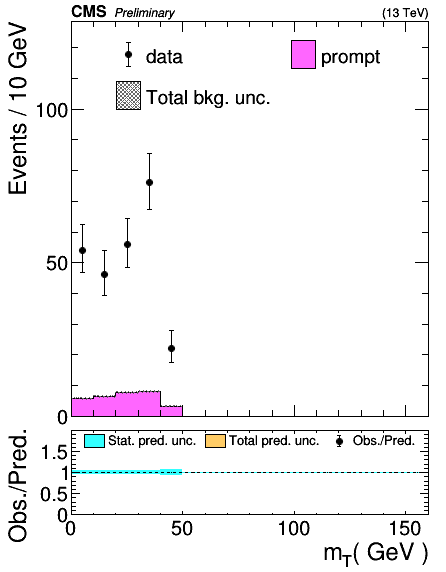 CMS Preliminary (13 TeV)
data prompt
Total bkg. unc.
Events / 10 GeV
100
50
0
Stat. pred. unc. Total pred. unc. Obs./Pred.
Obs./Pred.
1.5
1
0.5
0
0 50 100 150
m_T( GeV )